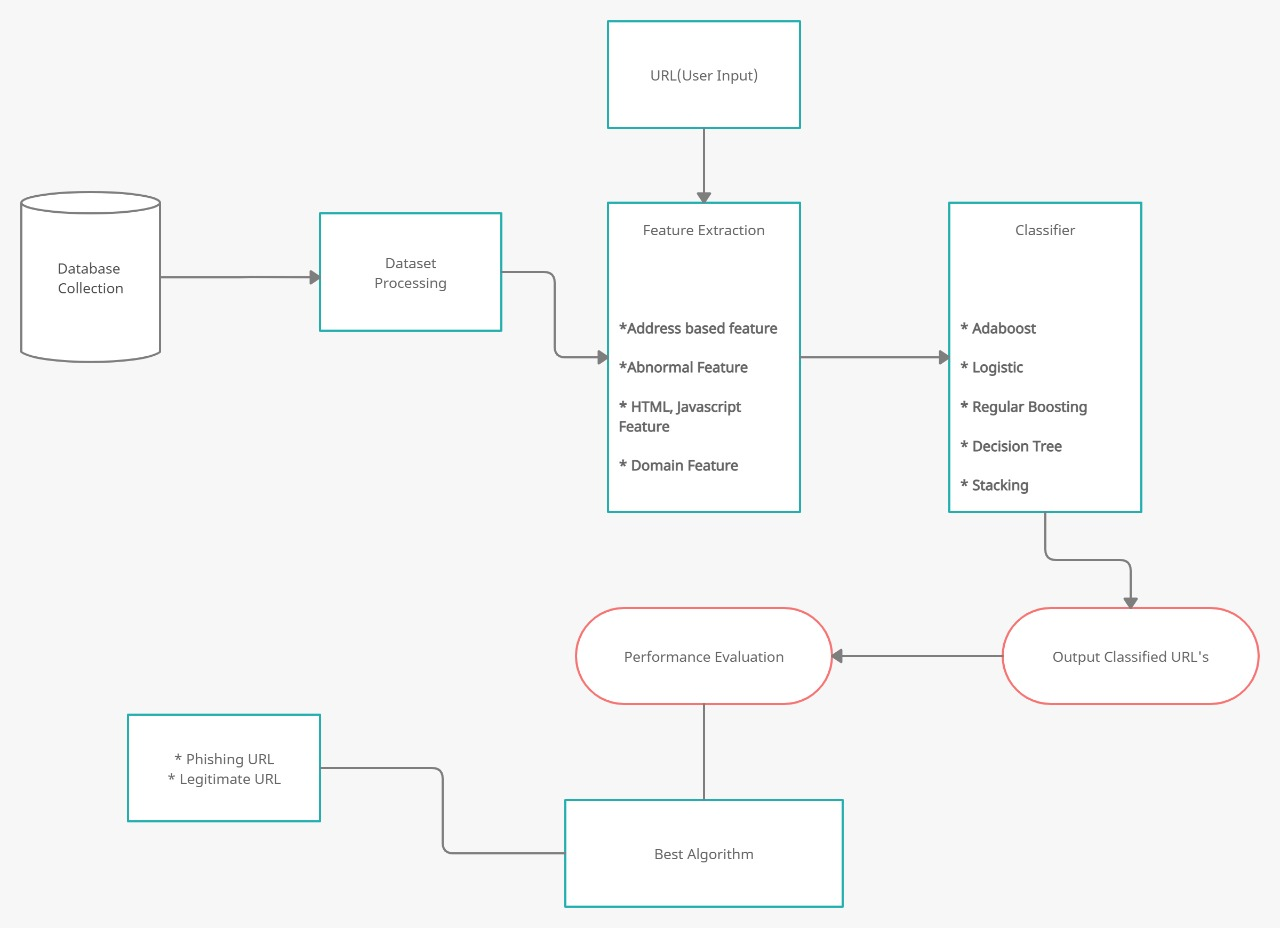 URL(User Input)
Database
Collection
Dataset
Processing
Feature Extraction
*Address based feature
*Abnormal Feature
* HTML, Javascript
Feature
* Domain Feature
Classifier
* Adaboost
* Logistic
* Regular Boosting
* Decision Tree
* Stacking
Output Classified URL's
Performance Evaluation
Best Algorithm
* Phishing URL
* Legitimate URL